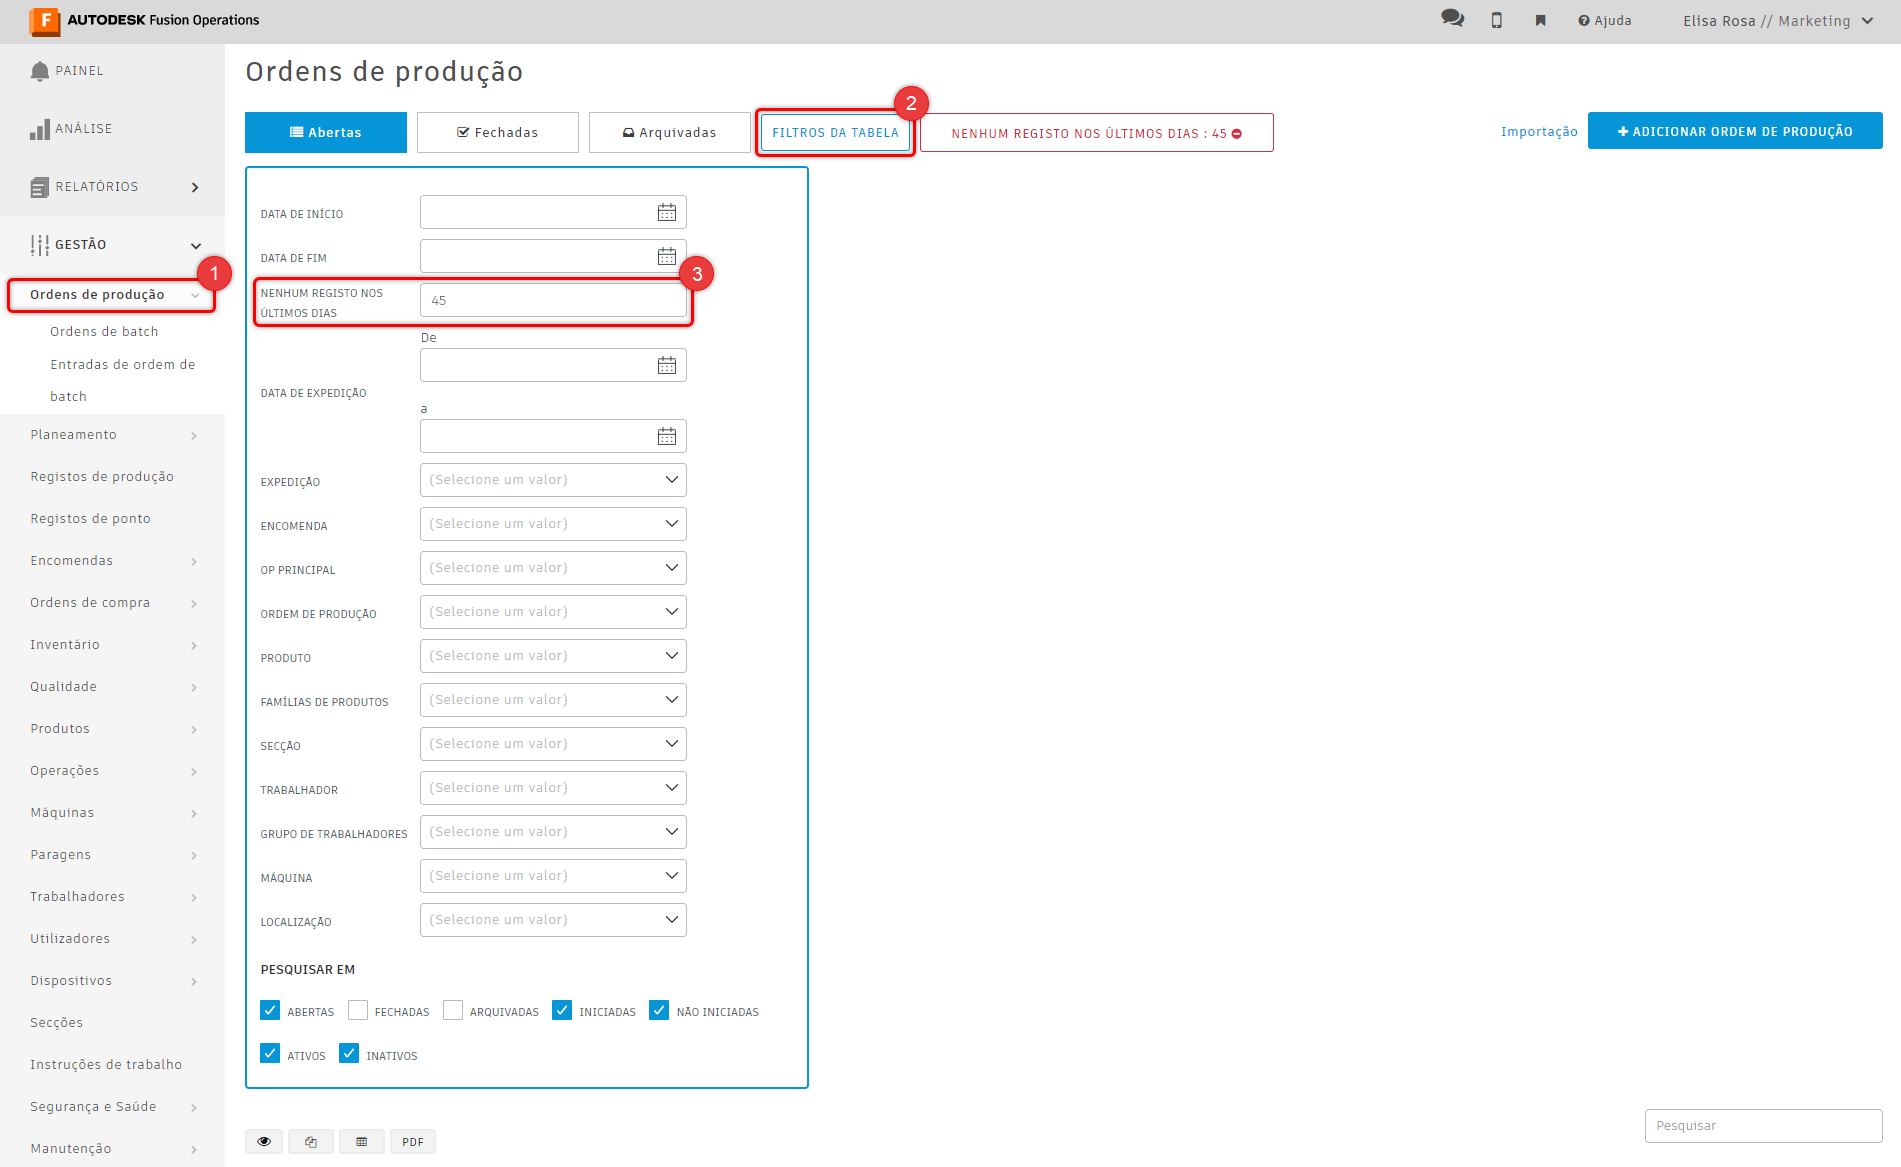 AUTODESK Fusion Operations
Ajuda
Elisa Rosa // Marketing
PAINEL
ANÁLISE
RELATÓRIOS
GESTÃO
1
Ordens de produção
Ordens de batch
Entradas de ordem de
batch
Planeamento
Registos de produção
Registos de ponto
Encomendas
Ordens de compra
Inventário
Qualidade
Produtos
Operações
Máquinas
Paragens
Trabalhadores
Utilizadores
Dispositivos
Secções
Instruções de trabalho
Segurança e Saúde
Manutenção
Ordens de produção
Abertas
Fechadas
Arquivadas
2
FILTROS DA TABELA
NENHUM REGISTO NOS ÚLTIMOS DIAS : 45
Importação
ADICIONAR ORDEM DE PRODUÇÃO
DATA DE INÍCIO
DATA DE FIM
3
NENHUM REGISTO NOS
ÚLTIMOS DIAS
45
De
DATA DE EXPEDIÇÃO
a
EXPEDIÇÃO (Selecione um valor)
ENCOMENDA (Selecione um valor)
OP PRINCIPAL (Selecione um valor)
ORDEM DE PRODUÇÃO (Selecione um valor)
PRODUTO (Selecione um valor)
FAMÍLIAS DE PRODUTOS (Selecione um valor)
SECÇÃO (Selecione um valor)
TRABALHADOR (Selecione um valor)
GRUPO DE TRABALHADORES (Selecione um valor)
MÁQUINA (Selecione um valor)
LOCALIZAÇÃO (Selecione um valor)
PESQUISAR EM
ABERTAS FECHADAS ARQUIVADAS INICIADAS NÃO INICIADAS
ATIVOS INATIVOS
PDF
Pesquisar